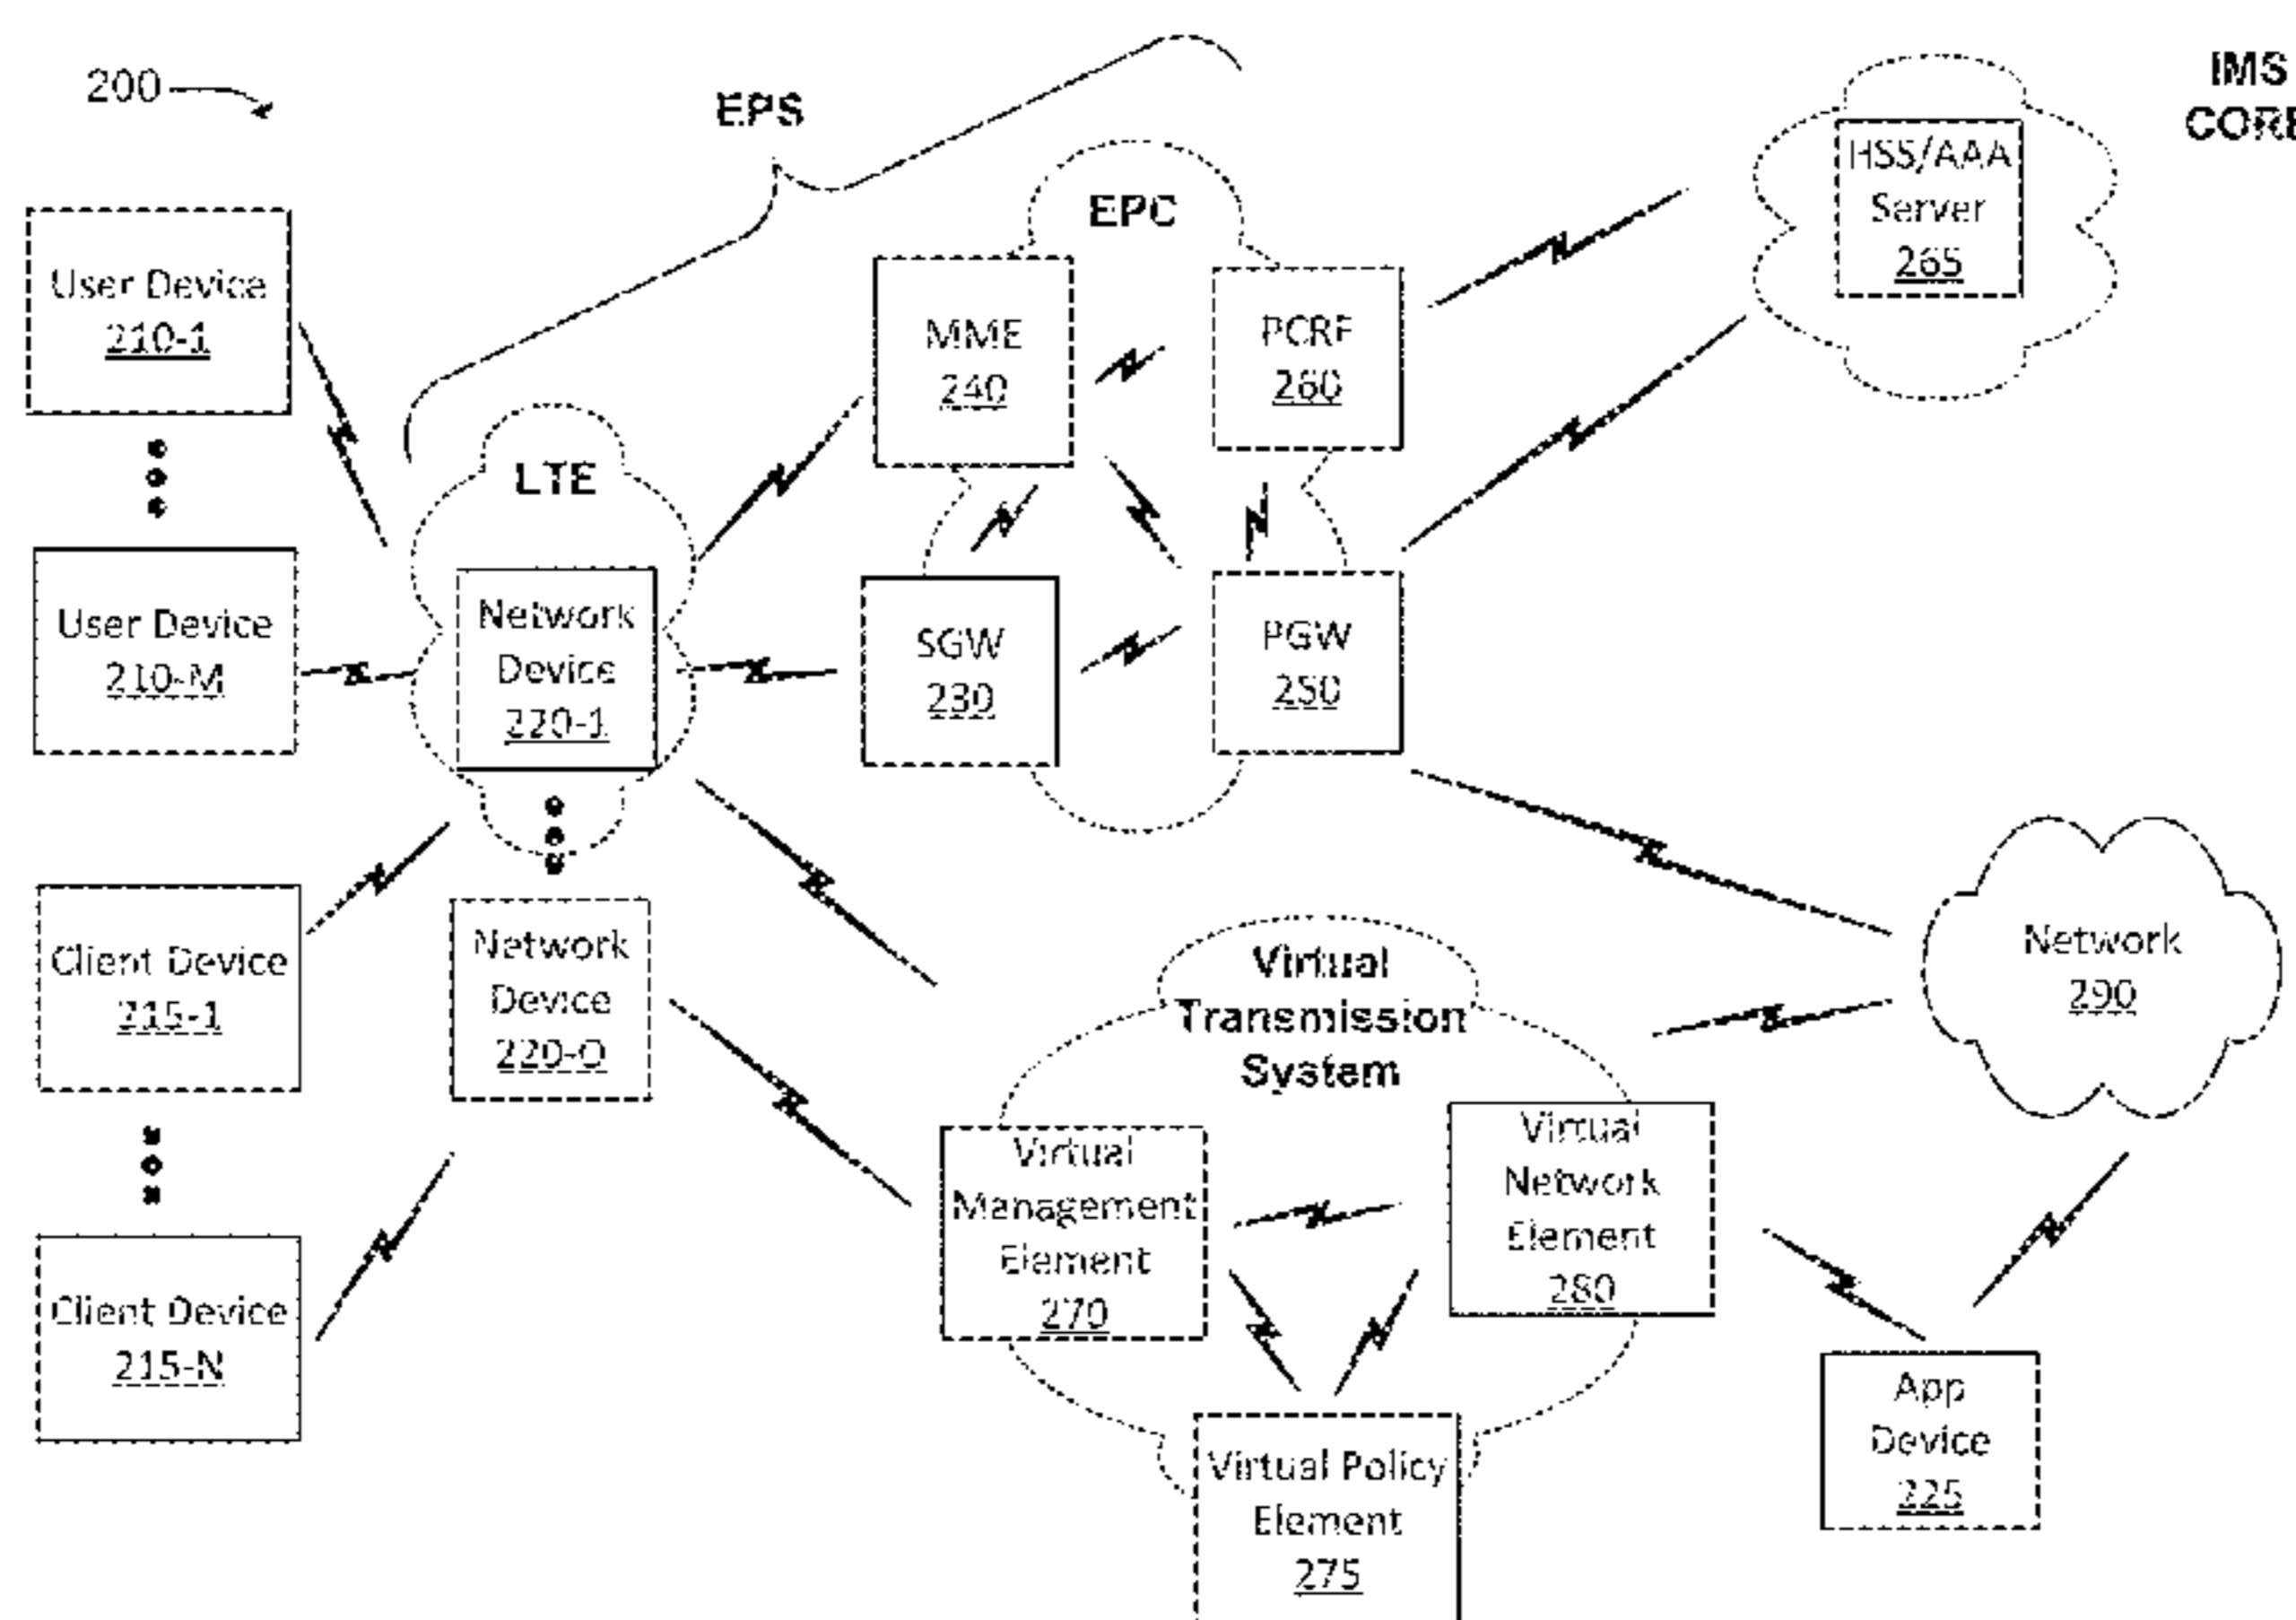 200
EPS
IMS
CORE
HSS/AAA
Server
265
EPC
User Device
210-1
MME
240
PCRF
260
LTE
User Device
210-M
Network
Device
220-1
SGW
230
PGW
250
Client Device
215-1
Network
Device
220-O
Virtual
Transmission
System
Network
290
Virtual
Management
Element
270
Virtual
Network
Element
280
Client Device
215-N
App
Device
225
Virtual Policy
Element
275